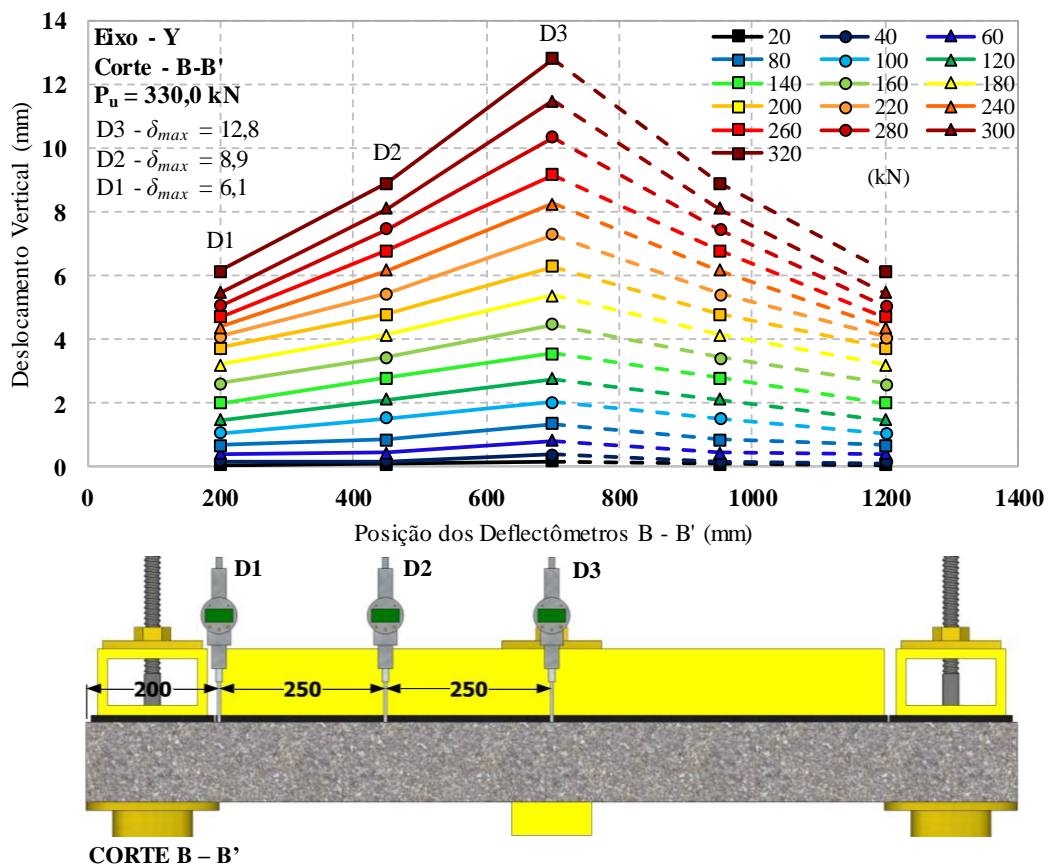 Deslocamento Vertical (mm)
14
12
10
8
6
4
2
0
Eixo - Y
Corte - B-B'
Pu = 330,0 kN
D3 - δmax = 12,8
D2 - δmax = 8,9
D1 - δmax = 6,1
D1
D2
D3
20 40 60
80 100 120
140 160 180
200 220 240
260 280 300
320
(kN)
0 200 400 600 800 1000 1200 1400
Posição dos Deflectômetros B - B' (mm)
D1 D2 D3
200 250 250
CORTE B – B’